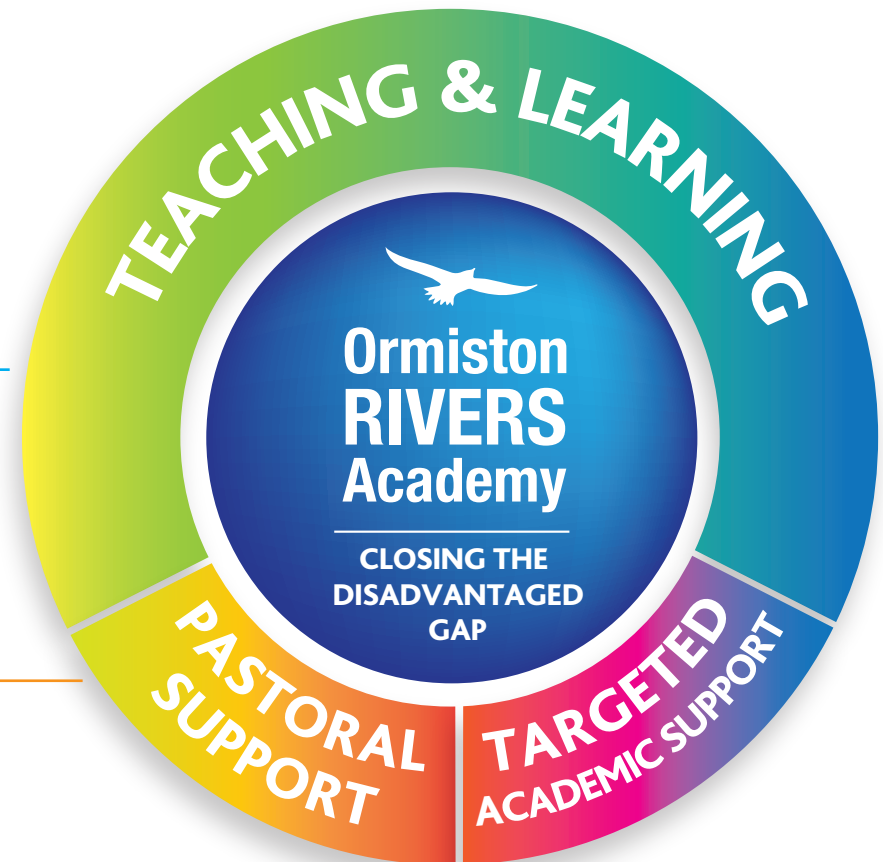 TEACHING & LEARNING
Ormiston
RIVERS
Academy
CLOSING THE
DISADVANTAGED
GAP
PASTORAL
SUPPORT
TARGETED
ACADEMIC SUPPORT